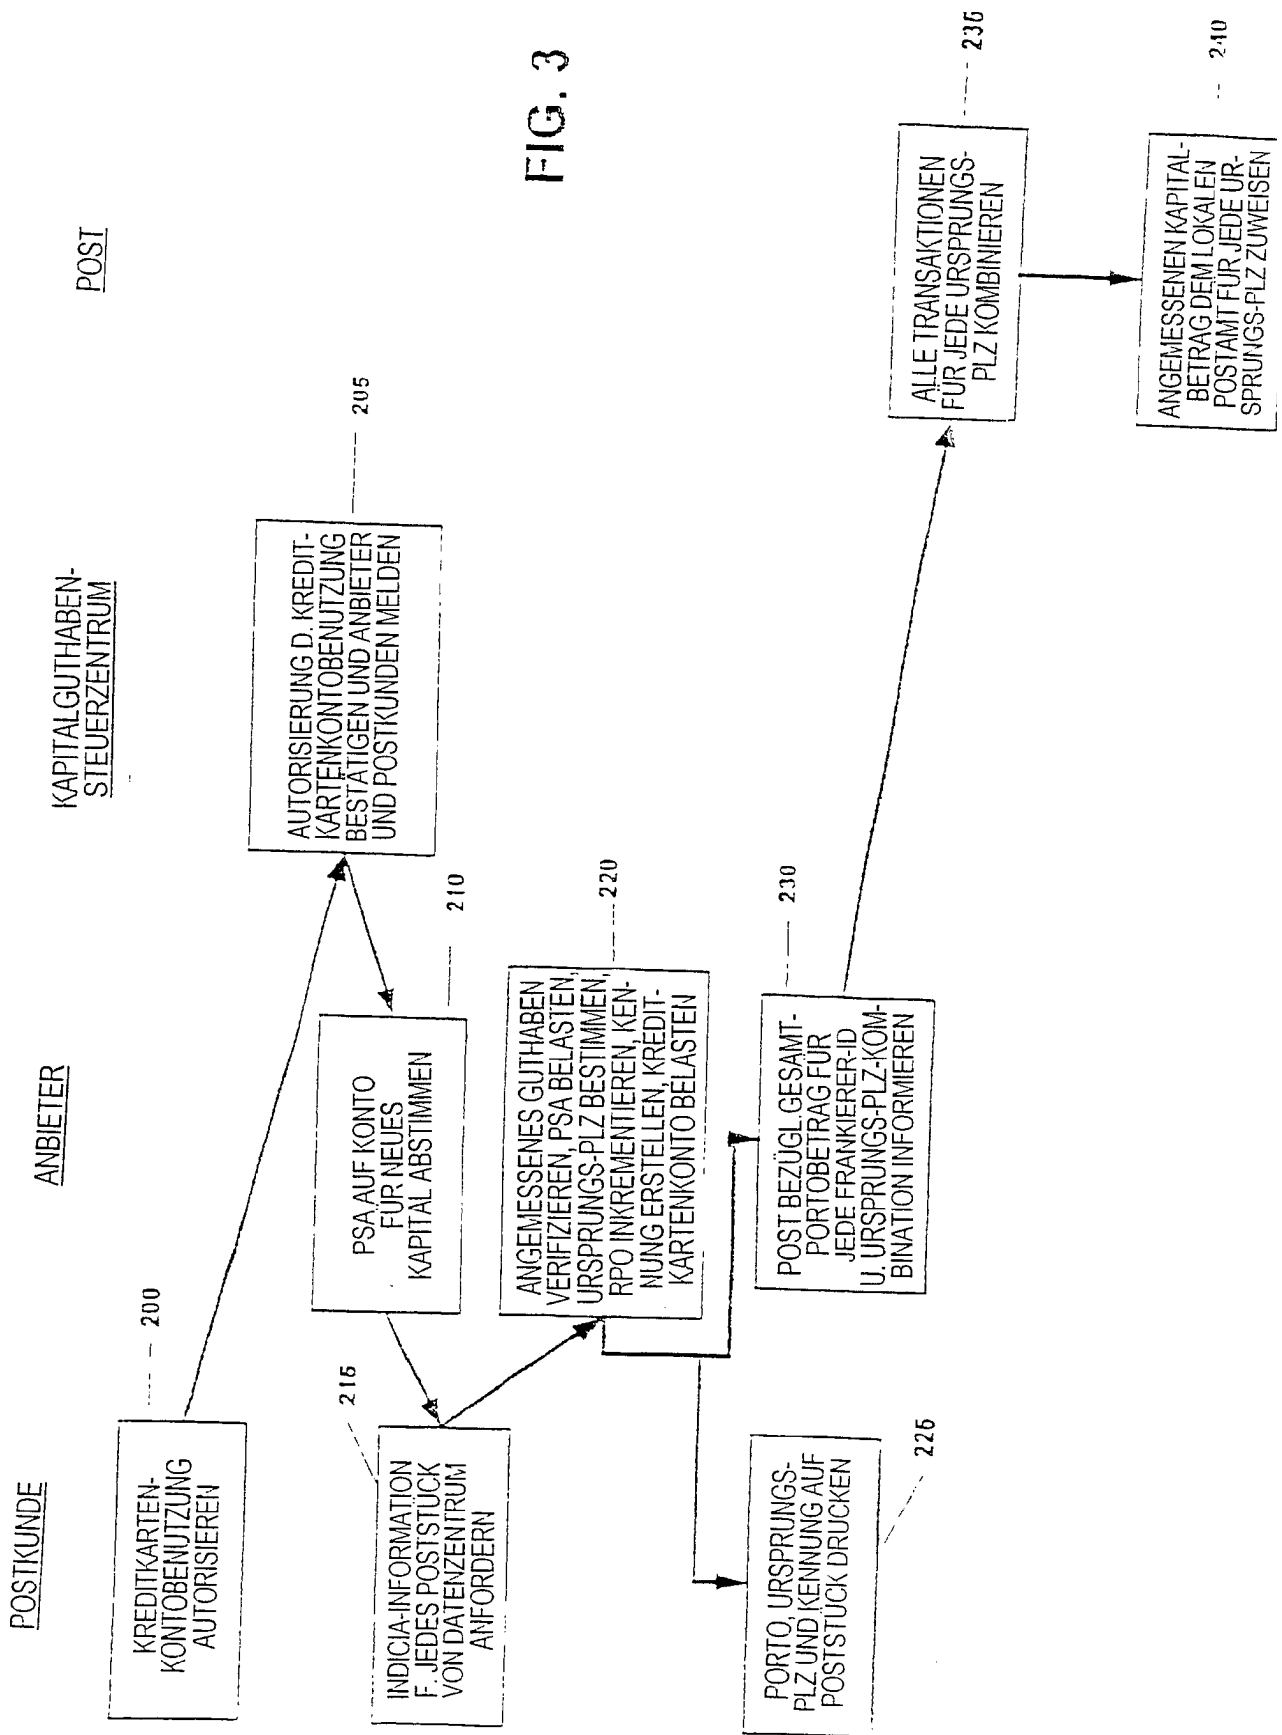 POSTKUNDE
ANBIETER
KAPITALGUTHABEN-
STEUERZENTRUM
POST
KREDITKARTEN-
KONTOBENUTZUNG
AUTORISIEREN
200
AUTORISIERUNG D. KREDIT-
KARTENKONTOBENUTZUNG
BESTÄTIGEN UND ANBIETER
UND POSTKUNDEN MELDEN
205
PSA AUF KONTO
FÜR NEUES
KAPITAL ABSTIMMEN
210
INDICIA-INFORMATION
F. JEDES POSTSTÜCK
VON DATENZENTRUM
ANFORDERN
215
ANGEMESSENES GUTHABEN
VERIFIZIEREN, PSA BELASTEN,
URSPRUNGS-PLZ BESTIMMEN,
RPO INKREMENTIEREN, KEN-
NUNG ERSTELLEN, KREDIT-
KARTENKONTO BELASTEN
220
PORTO, URSPRUNGS-
PLZ UND KENNUNG AUF
POSTSTÜCK DRUCKEN
225
POST BEZÜGL. GESAMT-
PORTOBETRAG FÜR
JEDE FRANKIERER-ID
U. URSPRUNGS-PLZ-KOM-
BINATION INFORMIEREN
230
ALLE TRANSAKTIONEN
FÜR JEDE URSPRUNGS-
PLZ KOMBINIEREN
235
ANGEMESSENEN KAPITAL-
BETRAG DEM LOKALEN
POSTAMT FÜR JEDE UR-
SPRUNGS-PLZ ZUWEISEN
240
FIG. 3